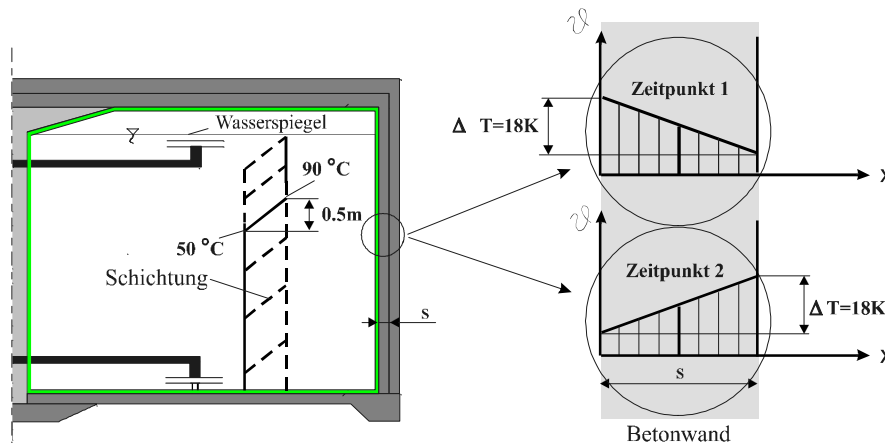 Wasserspiegel
90 °C
0.5m
50 °C
Schichtung
s
ϑ
Zeitpunkt 1
Δ T=18K
x
ϑ
Zeitpunkt 2
Δ T=18K
x
s
Betonwand